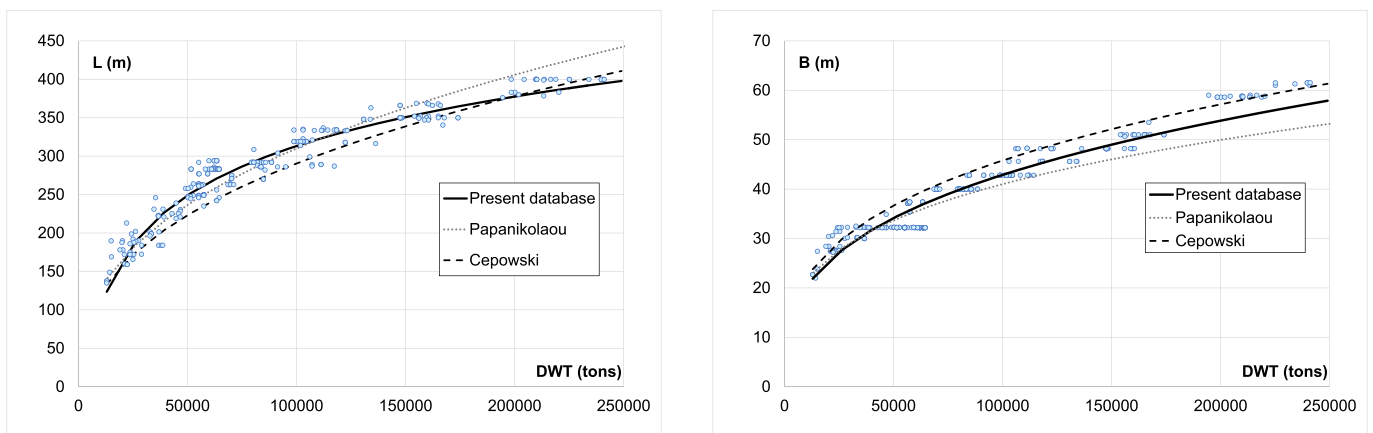 L (m)
450
400
350
300
250
200
150
100
50
0
Present database
Papanikolaou
Cepowski
DWT (tons)
0 50000 100000 150000 200000 250000
B (m)
70
60
50
40
30
20
10
0
Present database
Papanikolaou
Cepowski
DWT (tons)
0 50000 100000 150000 200000 250000